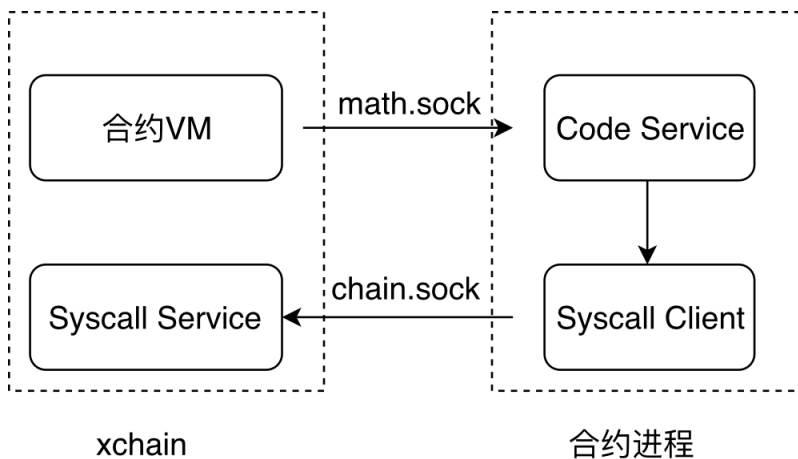 合约VM
math.sock
Code Service
Syscall Service
chain.sock
Syscall Client
xchain
合约进程